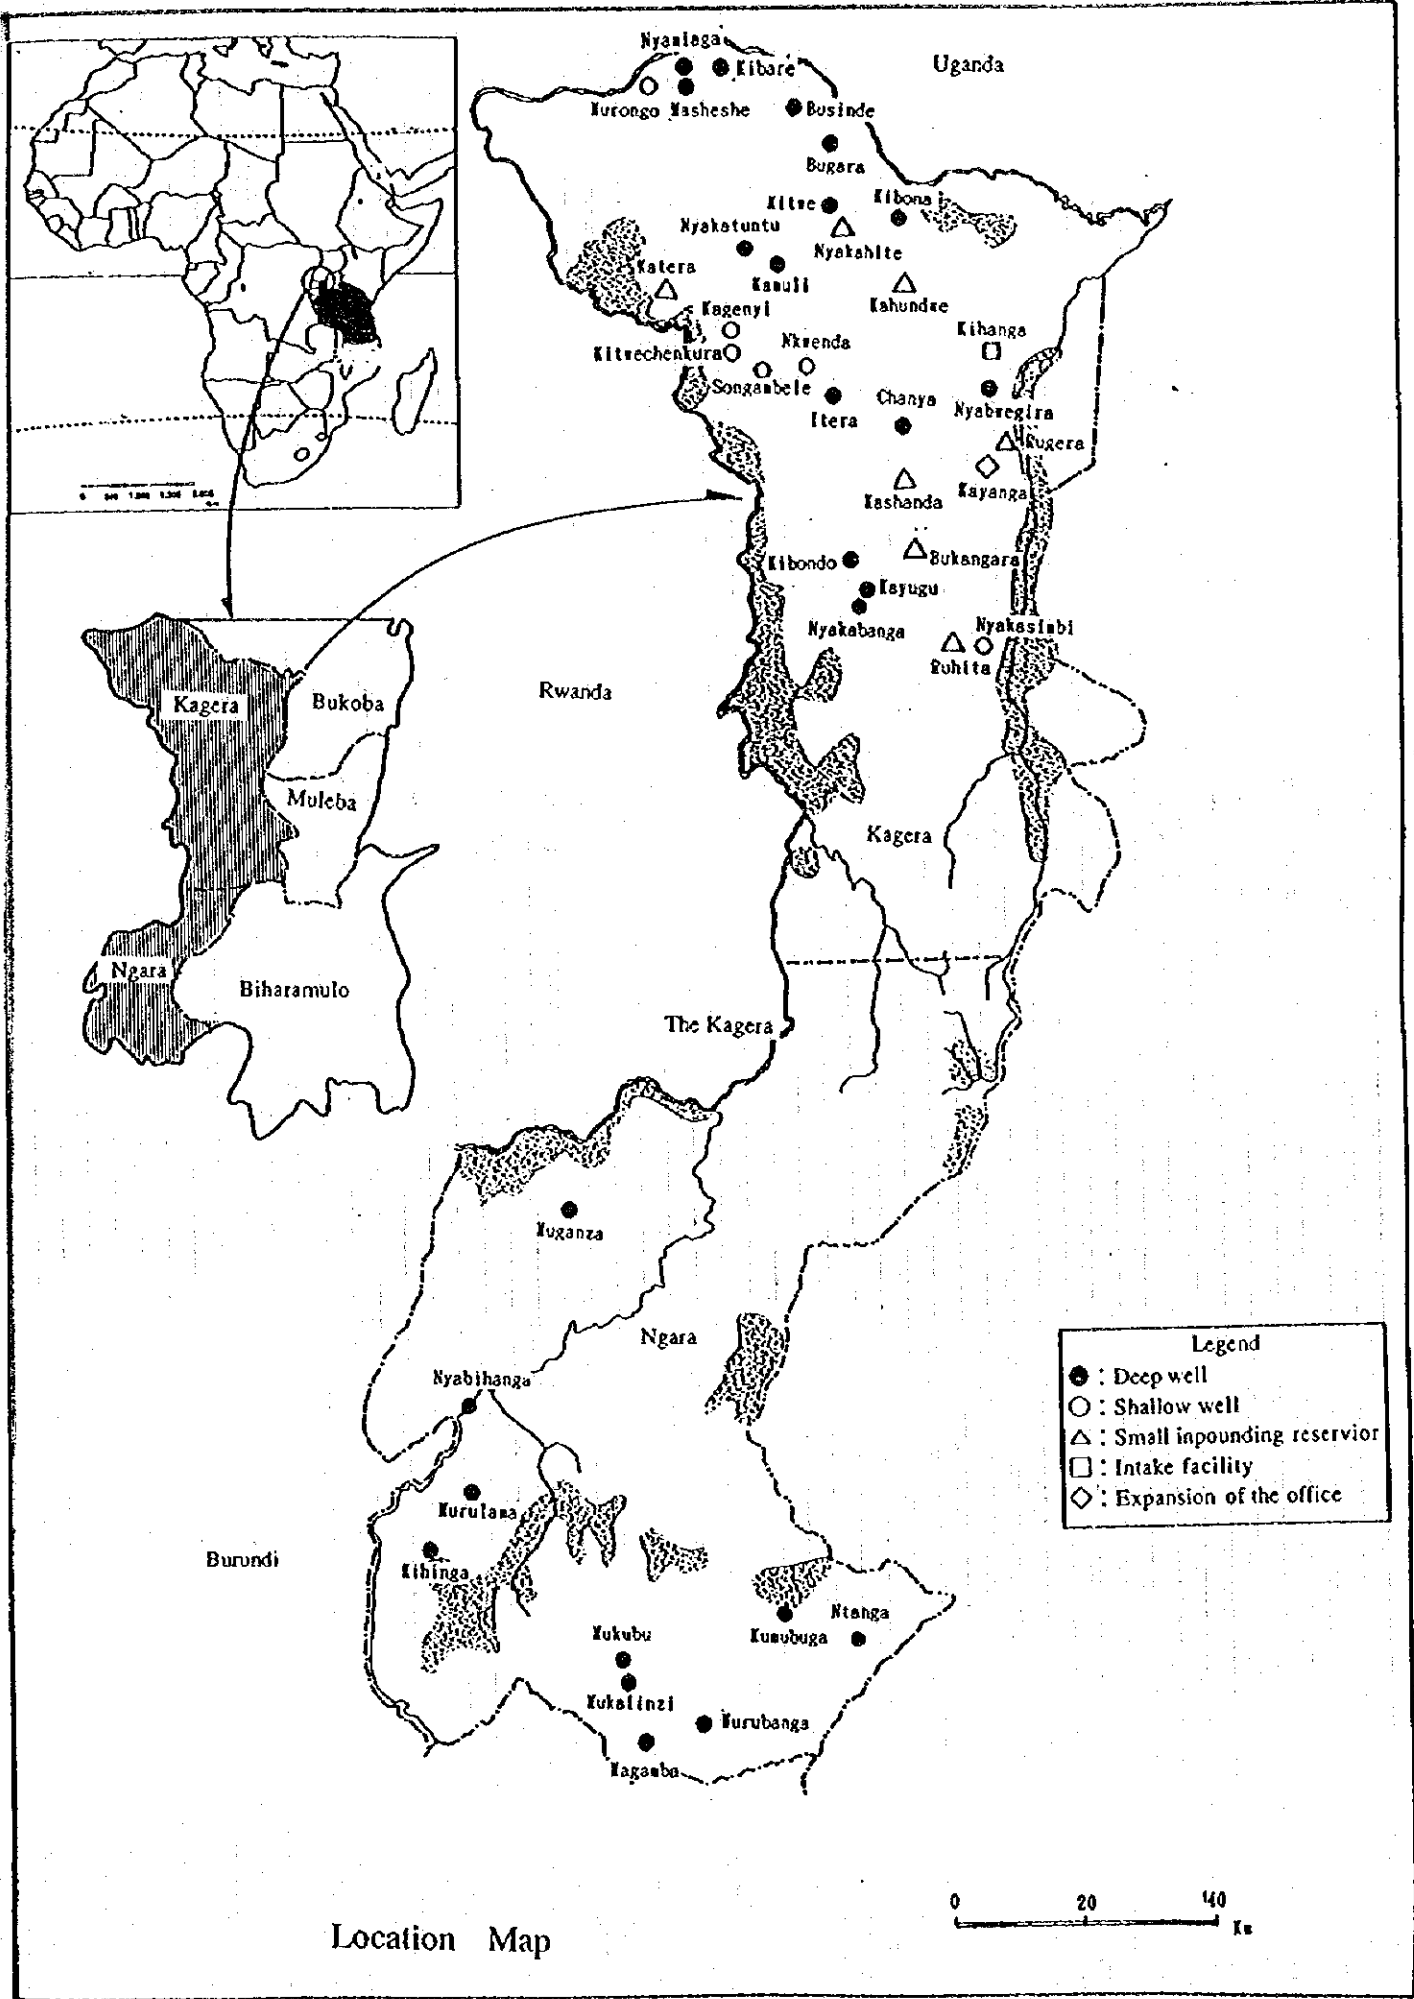 Uganda
Nyamiaga
Kibare
Murongo Masheshe
Businde
Bugara
Kitwe
Kibona
Nyakatuntu
Nyakahite
Katera
Kamuli
Kahundwe
Kagenyi
Kihanga
Nkwenda
Kitwechenkura
Songambele
Chanya
Nyabwegira
Itera
Rugera
Kayanga
Kashanda
Kibondo
Bukangara
Kayugu
Nyakabanga
Nyakasimbi
Ruhita
Rwanda
Kagera
Bukoba
Muleba
Kagera
Ngara
Biharamulo
The Kagera
Muganza
Ngara
Nyabihanga
Murulama
Burundi
Kihinga
Mukubu
Kumubuga
Ntanga
Mukalinzi
Murubanga
Magamba
Legend
: Deep well
: Shallow well
: Small inpounding reservior
: Intake facility
: Expansion of the office
0 20 40
Km
Location Map